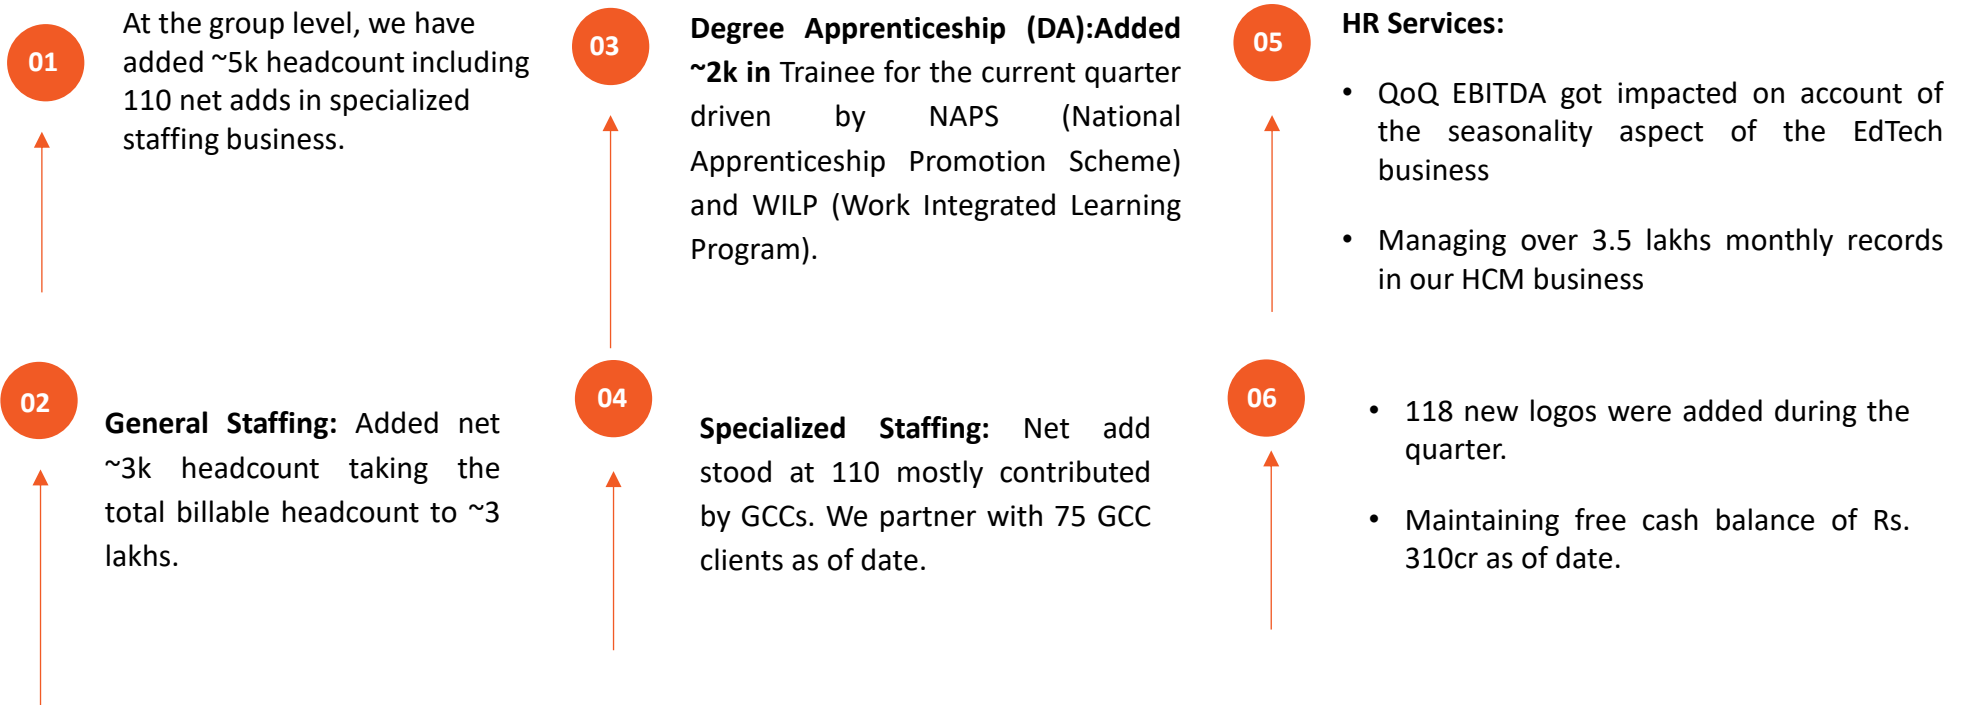 01
At the group level, we have
added ~5k headcount including
110 net adds in specialized
staffing business.
02
General Staffing: Added net
~3k headcount taking the
total billable headcount to ~3
lakhs.
03
Degree Apprenticeship (DA):Added
~2k in Trainee for the current quarter
driven by NAPS (National
Apprenticeship Promotion Scheme)
and WILP (Work Integrated Learning
Program).
04
Specialized Staffing: Net add
stood at 110 mostly contributed
by GCCs. We partner with 75 GCC
clients as of date.
05
HR Services:
• QoQ EBITDA got impacted on account of
the seasonality aspect of the EdTech
business
• Managing over 3.5 lakhs monthly records
in our HCM business
06
• 118 new logos were added during the
quarter.
• Maintaining free cash balance of Rs.
310cr as of date.